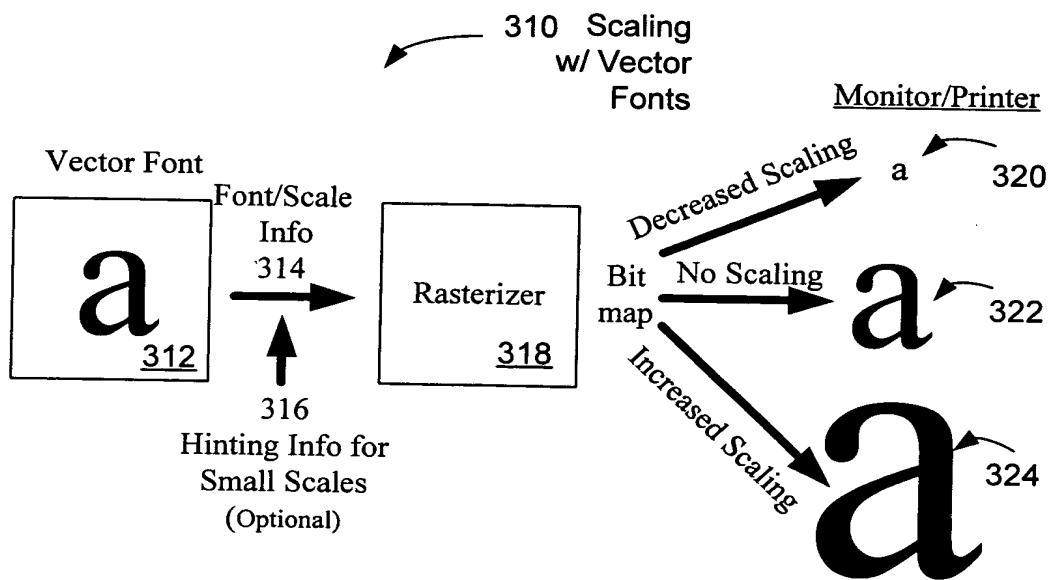 310 Scaling
w/ Vector
Fonts
Monitor/Printer
Vector Font
a
312
Font/Scale
Info
314
316
Hinting Info for
Small Scales
(Optional)
Rasterizer
318
Bit
map
Decreased Scaling
a
320
No Scaling
a
322
Increased Scaling
a
324